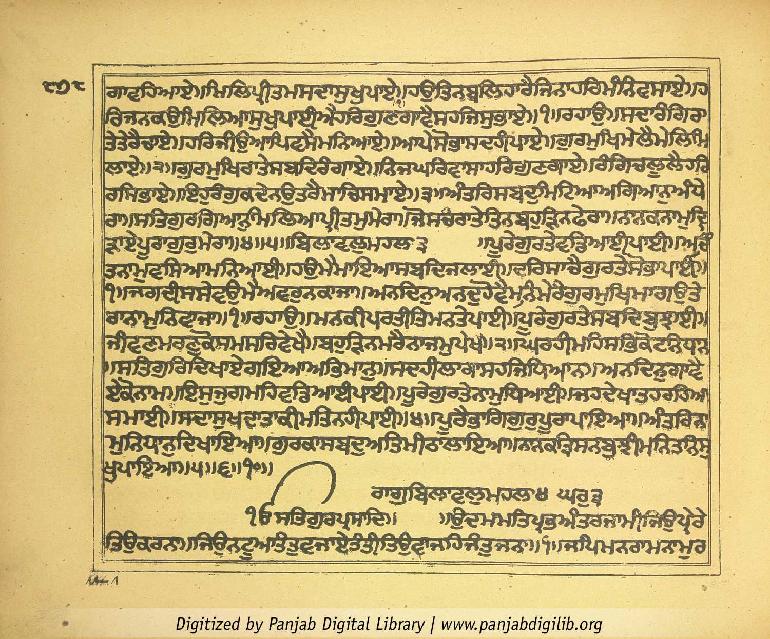 ੮੭੮
ਗਾਵਹਿਆਏ॥ਮਿਲਿਪ੍ਰੀਤਮਸਦਾਸੁਖੁਪਾਏ॥ਹਉਤਿਨਬਲਿਹਾਰੈਜਿਨਾਹਰਿਮੰਨਿਵਸਾਏ॥ਹ
ਰਿਜਨਕਉਮਿਲਿਆਸੁਖੁਪਾਈਐਹਰਿਗੁਣਗਾਵੈਸਹਜਿਸੁਭਾਏ॥੧॥ਰਹਾਉ॥ਸਦਾਰੰਗਿਰਾ
ਤੇਤੇਰੈਚਾਏ॥ਹਰਿਜੀਉਆਪਿਵਸੈਮਨਿਆਏ॥ਆਪੇਸੋਭਾਸਦਹੀਪਾਏ॥ਗੁਰਮੁਖਿਮੇਲੈਮੇਲਿਮਿ
ਲਾਏ॥੨॥ਗੁਰਮੁਖਿਰਾਤੇਸਬਦਿਰੰਗਾਏ॥ਨਿਜਘਰਿਵਾਸਾਹਰਿਗੁਣਗਾਏ॥ਰੰਗਿਚਲੂਲੈਹਰਿ
ਰਸਿਭਾਏ॥ਇਹੁਰੰਗੁਕਦੇਨਉਤਰੈਸਾਚਿਸਮਾਏ॥੩॥ਅੰਤਰਿਸਬਦੁਮਿਟਿਆਅਗਿਆਨੁਅੰਧੇ
ਰਾ॥ਸਤਿਗੁਰਗਿਆਨੁਮਿਲਿਆਪ੍ਰੀਤਮੁਮੇਰਾ॥ਜੋਸਚਿਰਾਤੇਤਿਨਬਹੁੜਿਨਫੇਰਾ॥ਨਾਨਕਨਾਮੁਦ੍ਰਿ
ੜਾਏਪੂਰਾਗੁਰੁਮੇਰਾ॥੪॥੫॥ਬਿਲਾਵਲੁਮਹਲਾ੩ ॥ਪੂਰੇਗੁਰਤੇਵਡਿਆਈਪਾਈ॥ਅਚਿੰ
ਤਨਾਮੁਵਸਿਆਮਨਿਆਈ॥ਹਉਮੈਮਾਇਆਸਬਦਿਜਲਾਈ॥ਦਰਿਸਾਚੈਗੁਰਤੇਸੋਭਾਪਾਈ॥
੧॥ਜਗਦੀਸਸੇਵਉਮੈਅਵਰੁਨਕਾਜਾ॥ਅਨਦਿਨੁਅਨਦੁਹੋਵੈਮਨਿਮੇਰੈਗੁਰਮੁਖਿਮਾਗਉਤੇ
ਰਾਨਾਮੁਨਿਵਾਜਾ॥੧॥ਰਹਾਉ॥ਮਨਕੀਪਰਤੀਤਿਮਨਤੇਪਾਈ॥ਪੂਰੇਗੁਰਤੇਸਬਦਿਬੁਝਾਈ॥
ਜੀਵਣਮਰਣੁਕੋਸਮਸਰਿਵੇਖੈ॥ਬਹੁੜਿਨਮਰੈਨਾਜਮੁਪੇਖੈ॥੨॥ਘਰਹੀਮਹਿਸਭਿਕੋਟਨਿਧਾਨ
॥ਸਤਿਗੁਰਿਦਿਖਾਏਗਇਆਅਭਿਮਾਨੁ॥ਸਦਹੀਲਾਗਾਸਹਜਿਧਿਆਨ॥ਅਨਦਿਨੁਗਾਵੈ
ਏਕੋਨਾਮ॥੩॥ਇਸੁਜੁਗਮਹਿਵਡਿਆਈਪਾਈ॥ਪੂਰੇਗੁਰਤੇਨਾਮੁਧਿਆਈ॥ਜਹਦੇਖਾਤਹਰਹਿਆ
ਸਮਾਈ॥ਸਦਾਸੁਖਦਾਤਾਕੀਮਤਿਨਹੀਪਾਈ॥੪॥ਪੂਰੈਭਾਗਿਗੁਰੁਪੂਰਾਪਾਇਆ॥ਅੰਤਰਿਨਾ
ਮੁਨਿਧਾਨੁਦਿਖਾਇਆ॥ਗੁਰਕਾਸਬਦੁਅਤਿਮੀਠਾਲਾਇਆ॥ਨਾਨਕਤ੍ਰਿਸਨਬੁਝੀਮਨਿਤਨਿਸੁ
ਖੁਪਾਇਆ॥੫॥੬॥੧੦॥
ਰਾਗੁਬਿਲਾਵਲੁਮਹਲਾ੪ ਘਰੁ੩
ੴਸਤਿਗੁਰਪ੍ਰਸਾਦਿ॥ ॥ਉਦਮਮਤਿਪ੍ਰਭਅੰਤਰਜਾਮੀਜਿਉਪ੍ਰੇਰੇ
ਤਿਉਕਰਨਾ॥ਜਿਉਨਟੂਆਤੰਤੁਵਜਾਏਤੰਤੀਤਿਉਵਾਜਹਿਜੰਤਜਨਾ॥੧॥ਜਪਿਮਨਰਾਮਨਾਮੁਰ
Digitized by Panjab Digital Library | www.panjabdigilib.org